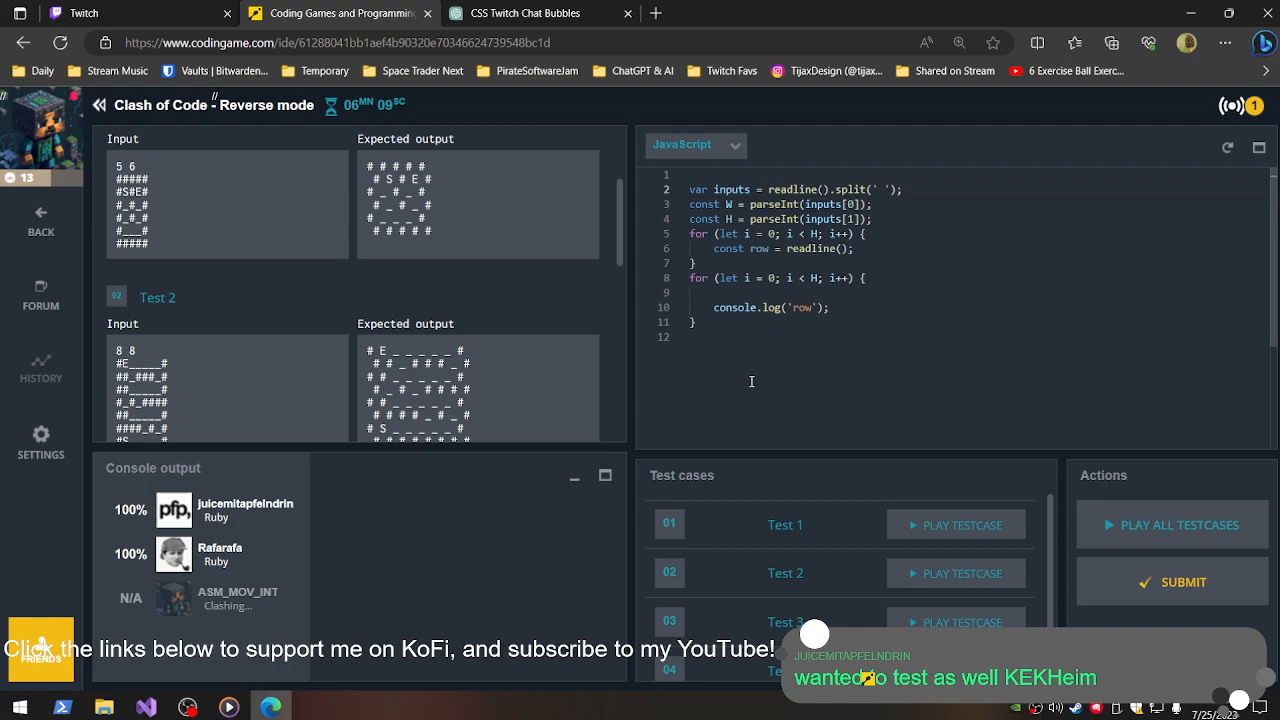 Twitch
Coding Games and Programming
CSS Twitch Chat Bubbles
https://www.codingame.com/ide/61288041bb1aef4b90320e70346624739548bc1d
Daily
Stream Music
Vaults | Bitwarden...
Temporary
Space Trader Next
PirateSoftwareJam
ChatGPT & AI
Twitch Favs
TijaxDesign (@tijax...
Shared on Stream
6 Exercise Ball Exerc...
//
//
Clash of Code - Reverse mode
06MN 09SC
1
13
BACK
FORUM
HISTORY
SETTINGS
FRIENDS
Input
Expected output
5 6
#####
#S#E#
#_#_#
#_#_#
#___#
#####
# # # # #
# S # E #
# _ # _ #
# _ # _ #
# _ _ _ #
# # # # #
02
Test 2
Input
Expected output
8 8
#E_____#
##_###_#
##_____#
#_#_####
##_____#
####_#_#
#S
# E _ _ _ _ _ #
# # _ # # # _ #
# # _ _ _ _ _ #
# _ # _ # # # #
# # _ _ _ _ _ #
# # # # _ # _ #
# S _ _ _ _ _ #
JavaScript
1
2 var inputs = readline().split(' ');
3 const W = parseInt(inputs[0]);
4 const H = parseInt(inputs[1]);
5 for (let i = 0; i < H; i++) {
6 const row = readline();
7 }
8 for (let i = 0; i < H; i++) {
9
10 console.log('row');
11 }
12
Console output
100%
juicemitapfelndrin
Ruby
100%
Rafarafa
Ruby
N/A
ASM_MOV_INT
Clashing...
pfp,
Test cases
01
Test 1
PLAY TESTCASE
02
Test 2
PLAY TESTCASE
03
Test 3
PLAY TESTCASE
04
Actions
PLAY ALL TESTCASES
SUBMIT
Click the links below to support me on KoFi, and subscribe to my YouTube!
JUICEMITAPFELNDRIN
wanted to test as well KEKHeim
7/25/202